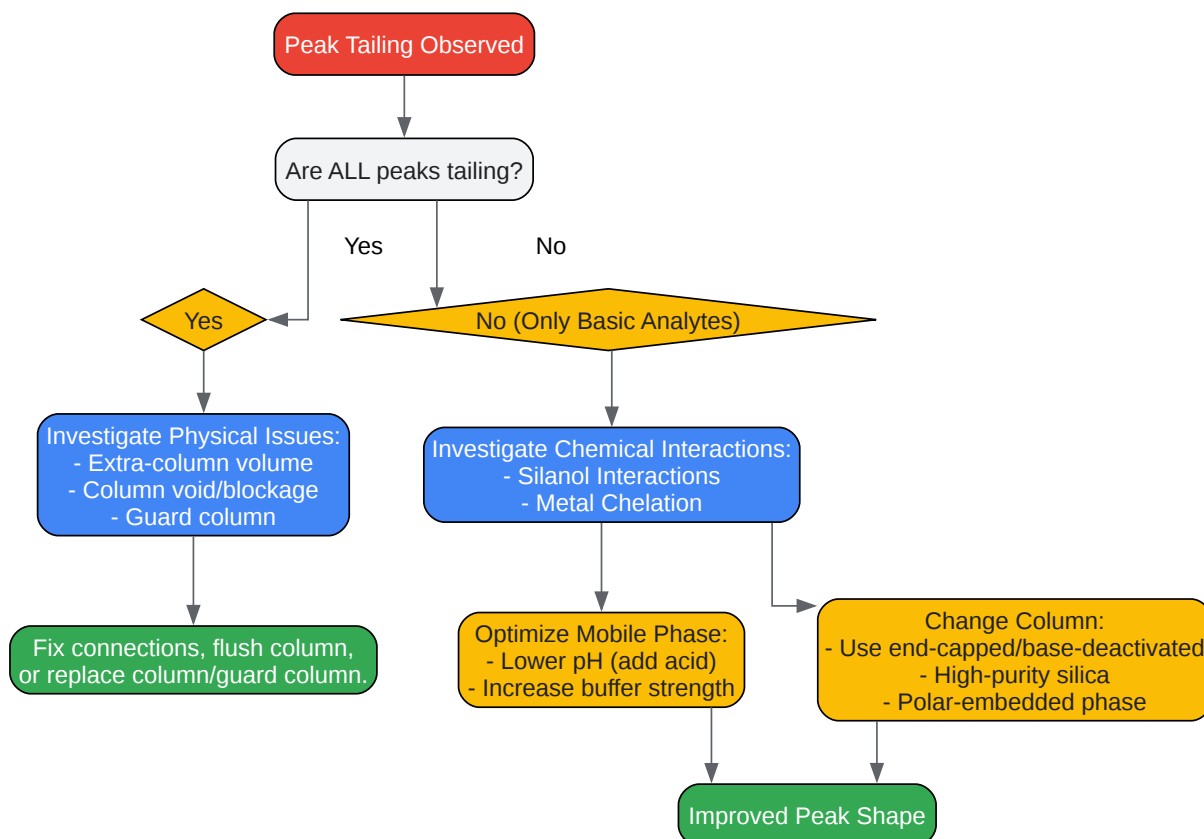 Peak Tailing Observed
Are ALL peaks tailing?
Yes
No
Yes
No (Only Basic Analytes)
Investigate Physical Issues:
- Extra-column volume
- Column void/blockage
- Guard column
Investigate Chemical Interactions:
- Silanol Interactions
- Metal Chelation
Fix connections, flush column,
or replace column/guard column.
Optimize Mobile Phase:
- Lower pH (add acid)
- Increase buffer strength
Change Column:
- Use end-capped/base-deactivated
- High-purity silica
- Polar-embedded phase
Improved Peak Shape